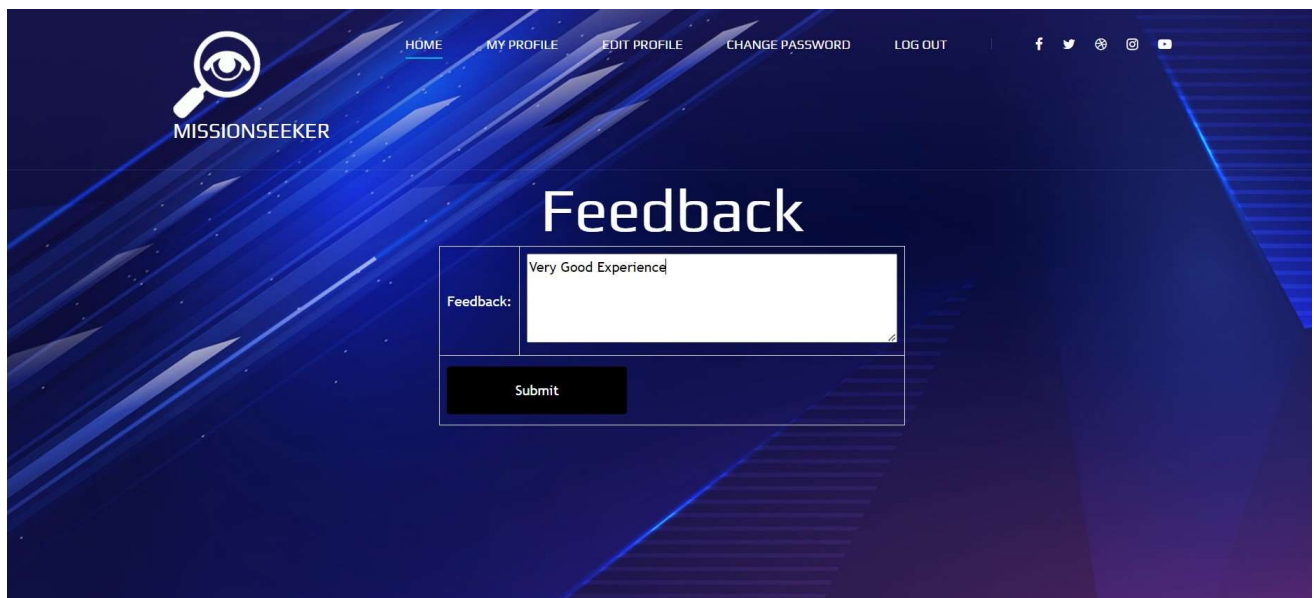 HOME MY PROFILE EDIT PROFILE CHANGE PASSWORD LOG OUT
MISSIONSEEKER
Feedback
Very Good Experience
Feedback:
Submit